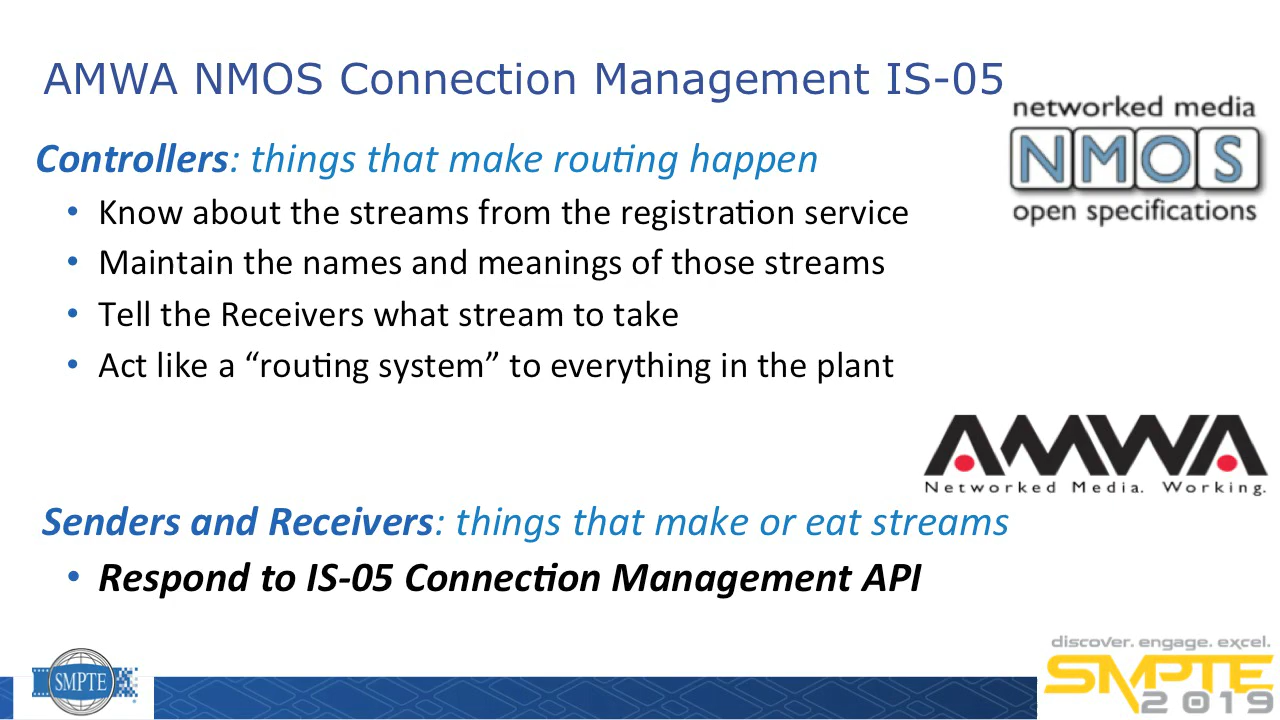 AMWA NMOS Connection Management IS-05
networked media
NMOS
open specifications
Controllers: things that make routing happen
• Know about the streams from the registration service
• Maintain the names and meanings of those streams
• Tell the Receivers what stream to take
• Act like a “routing system” to everything in the plant
AMWA
Networked Media. Working.
Senders and Receivers: things that make or eat streams
• Respond to IS-05 Connection Management API
SMPTE
discover. engage. excel.
SMPTE
2019